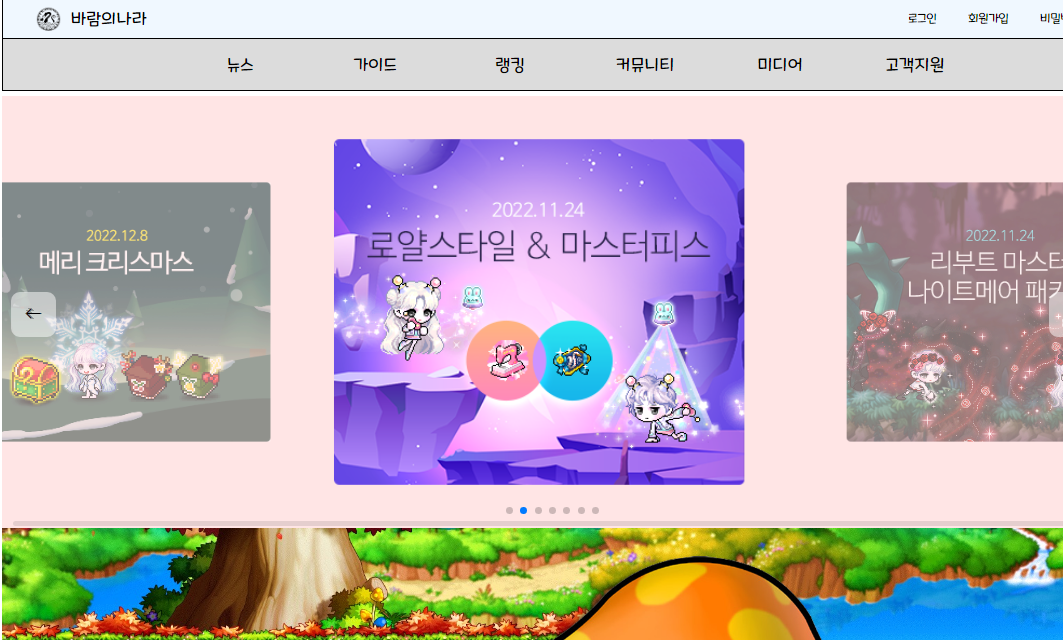 바람의나라
로그인 회원가입
뉴스 가이드 랭킹 커뮤니티 미디어 고객지원
2022.12.8
메리 크리스마스
2022.11.24
로얄스타일 & 마스터피스
2022.11.24
리부트 마스터
나이트메어 패키